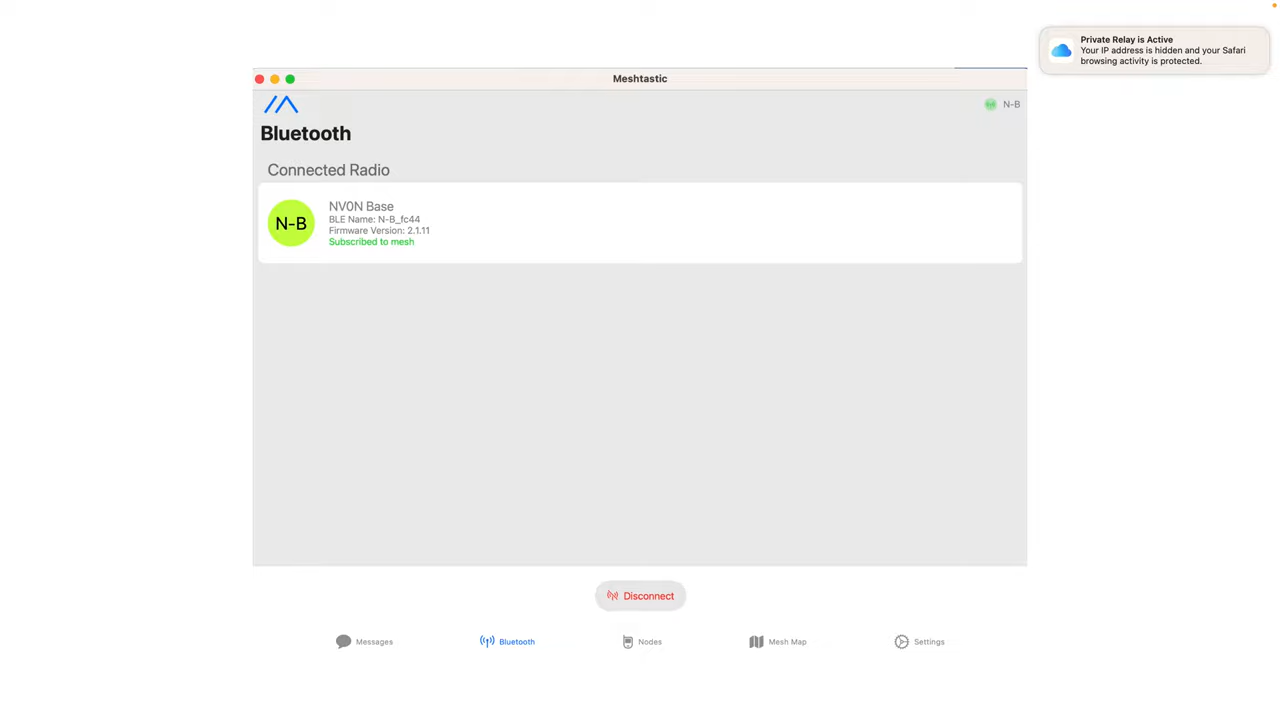 Private Relay is Active
Your IP address is hidden and your Safari
browsing activity is protected.
Meshtastic
N-B
Bluetooth
Connected Radio
N-B
NV0N Base
BLE Name: N-B_fc44
Firmware Version: 2.1.11
Subscribed to mesh
Disconnect
Messages
Bluetooth
Nodes
Mesh Map
Settings